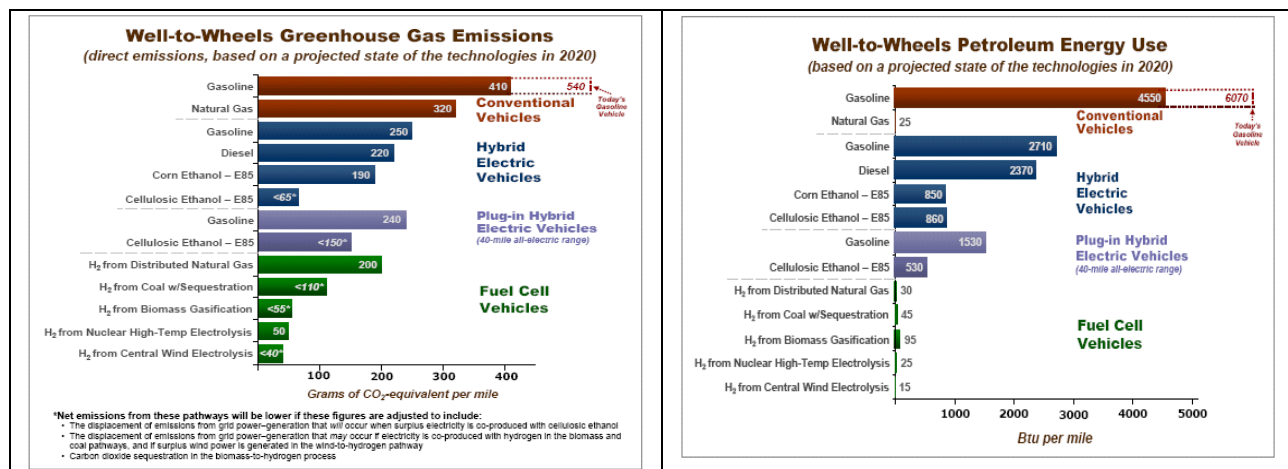 Well-to-Wheels Greenhouse Gas Emissions
(direct emissions, based on a projected state of the technologies in 2020)
Gasoline 410 540
Today's
Gasoline
Vehicle
Natural Gas 320
Conventional
Vehicles
Gasoline 250
Diesel 220
Corn Ethanol – E85 190
Cellulosic Ethanol – E85 <65*
Hybrid
Electric
Vehicles
Gasoline 240
Cellulosic Ethanol – E85 <150*
Plug-in Hybrid
Electric Vehicles
(40-mile all-electric range)
H2 from Distributed Natural Gas 200
H2 from Coal w/Sequestration <110*
H2 from Biomass Gasification <55*
H2 from Nuclear High-Temp Electrolysis 50
H2 from Central Wind Electrolysis <40*
Fuel Cell
Vehicles
100 200 300 400
Grams of CO2-equivalent per mile
*Net emissions from these pathways will be lower if these figures are adjusted to include:
• The displacement of emissions from grid power–generation that will occur when surplus electricity is co-produced with cellulosic ethanol
• The displacement of emissions from grid power–generation that may occur if electricity is co-produced with hydrogen in the biomass and
coal pathways, and if surplus wind power is generated in the wind-to-hydrogen pathway
• Carbon dioxide sequestration in the biomass-to-hydrogen process
Well-to-Wheels Petroleum Energy Use
(based on a projected state of the technologies in 2020)
Gasoline 4550 6070
Today's
Gasoline
Vehicle
Natural Gas 25
Conventional
Vehicles
Gasoline 2710
Diesel 2370
Corn Ethanol – E85 850
Cellulosic Ethanol – E85 860
Hybrid
Electric
Vehicles
Gasoline 1530
Cellulosic Ethanol – E85 530
Plug-in Hybrid
Electric Vehicles
(40-mile all-electric range)
H2 from Distributed Natural Gas 30
H2 from Coal w/Sequestration 45
H2 from Biomass Gasification 95
H2 from Nuclear High-Temp Electrolysis 25
H2 from Central Wind Electrolysis 15
Fuel Cell
Vehicles
1000 2000 3000 4000 5000
Btu per mile